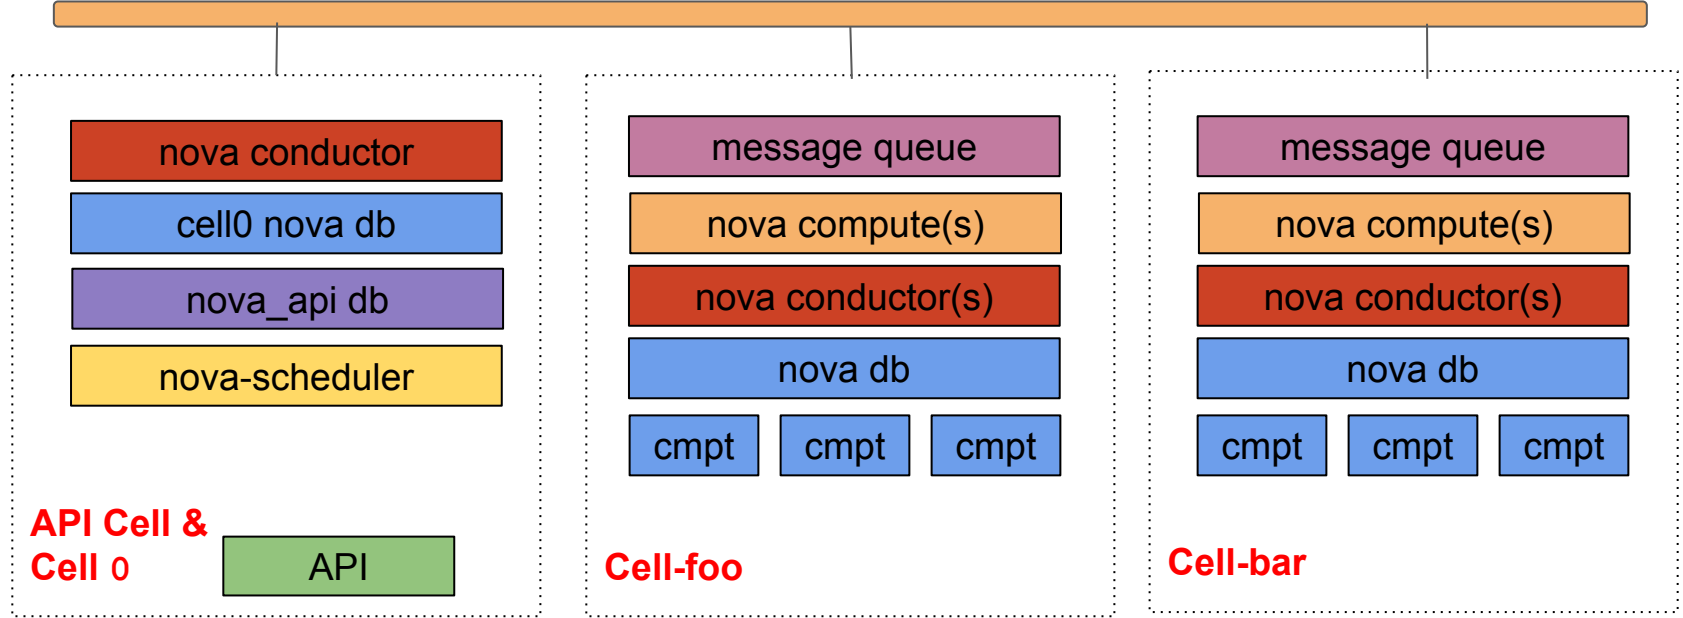 nova conductor
cell0 nova db
nova_api db
nova-scheduler
API Cell &
Cell 0
API
message queue
nova compute(s)
nova conductor(s)
nova db
cmpt cmpt cmpt
Cell-foo
message queue
nova compute(s)
nova conductor(s)
nova db
cmpt cmpt cmpt
Cell-bar